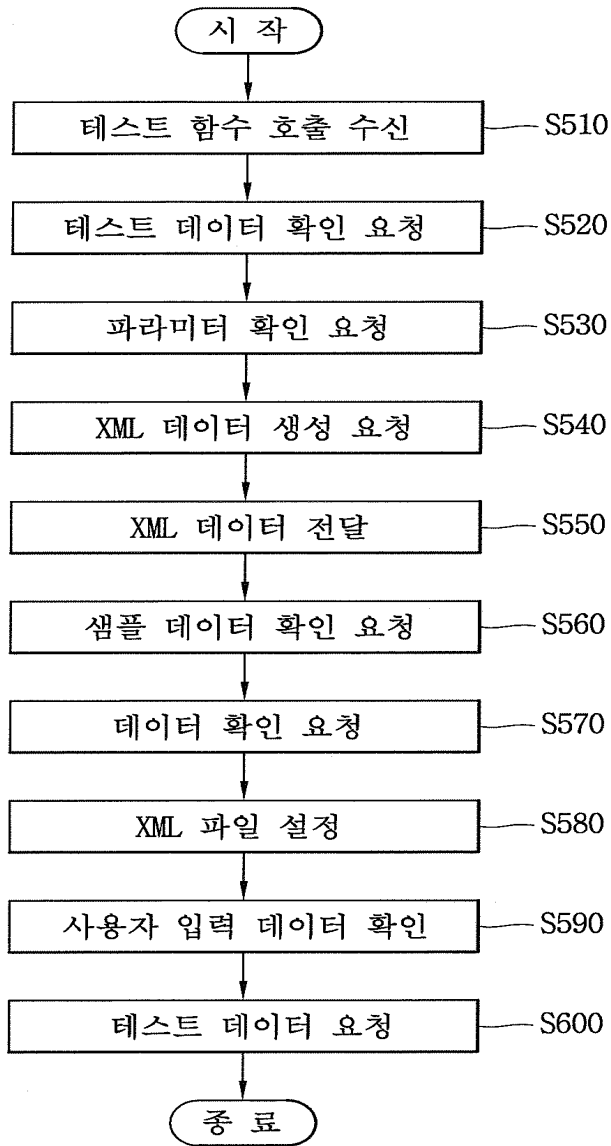 시 작
테스트 함수 호출 수신 S510
테스트 데이터 확인 요청 S520
파라미터 확인 요청 S530
XML 데이터 생성 요청 S540
XML 데이터 전달 S550
샘플 데이터 확인 요청 S560
데이터 확인 요청 S570
XML 파일 설정 S580
사용자 입력 데이터 확인 S590
테스트 데이터 요청 S600
종 료